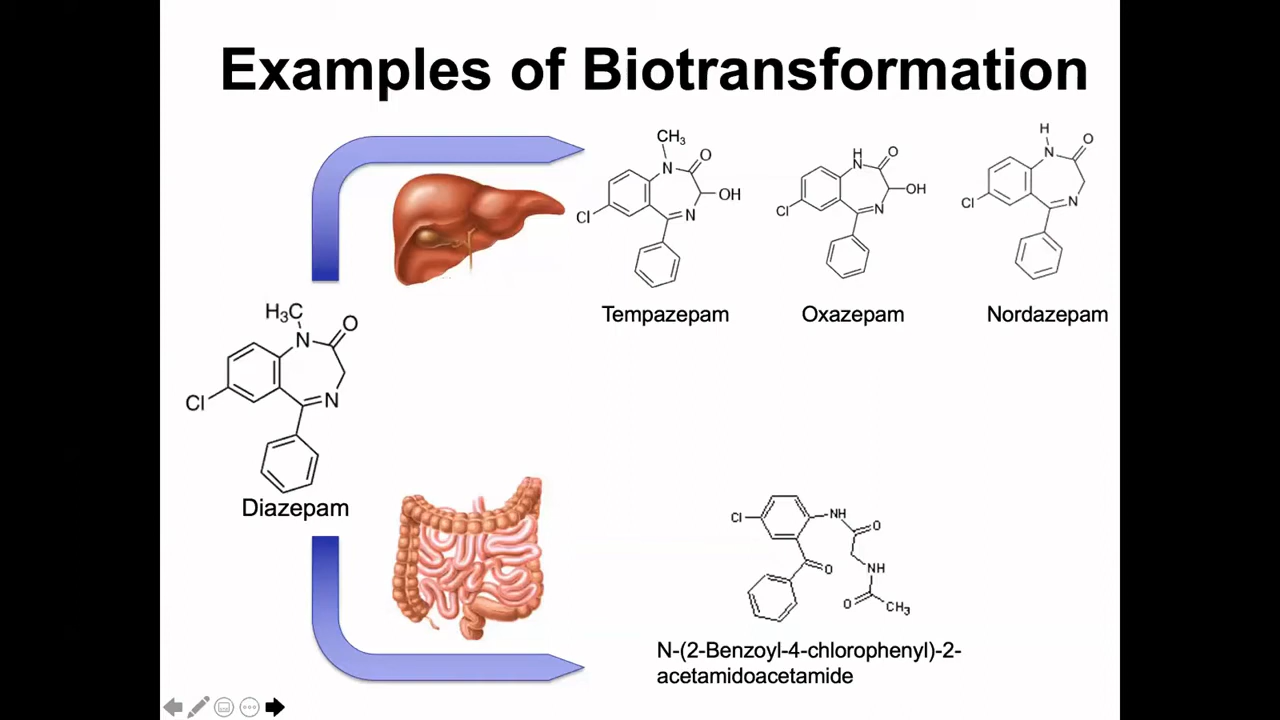 Examples of Biotransformation
CH₃
N
O
OH
N
Cl
H
N
O
OH
N
Cl
H
N
O
N
Cl
Tempazepam
Oxazepam
Nordazepam
H₃C
N
O
N
Cl
Diazepam
Cl
NH
O
NH
O
O
CH₃
N-(2-Benzoyl-4-chlorophenyl)-2-
acetamidoacetamide